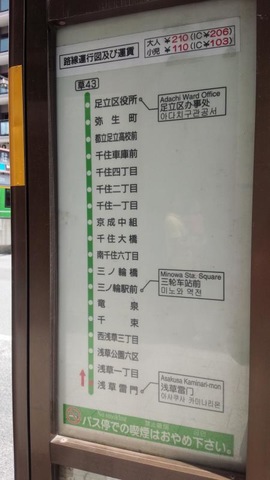 路線運行図及び運賃
大人 ¥210(IC¥206)
小児 ¥110(IC¥103)
草43
足立区役所
Adachi Ward Office
足立区办事处
아다치구관공서
弥生町
都立足立高校前
千住車庫前
千住四丁目
千住二丁目
千住一丁目
京成中組
千住大橋
南千住六丁目
三ノ輪橋
三ノ輪駅前
Minowa Sta. Square
三轮车站前
미노와 역전
竜泉
千束
西浅草三丁目
浅草公園六区
浅草一丁目
浅草雷門
Asakusa Kaminari-mon
浅草雷门
아사쿠사 카미나리몬
バス停での喫煙はおやめ下さい。